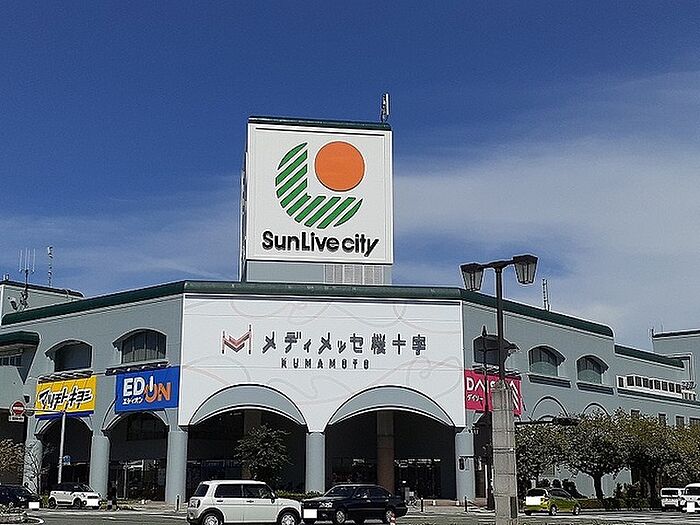 SunLive city
メディメッセ桜十字
KUMAMOTO
マツモトキヨシ
EDION
エディオン
DAISO